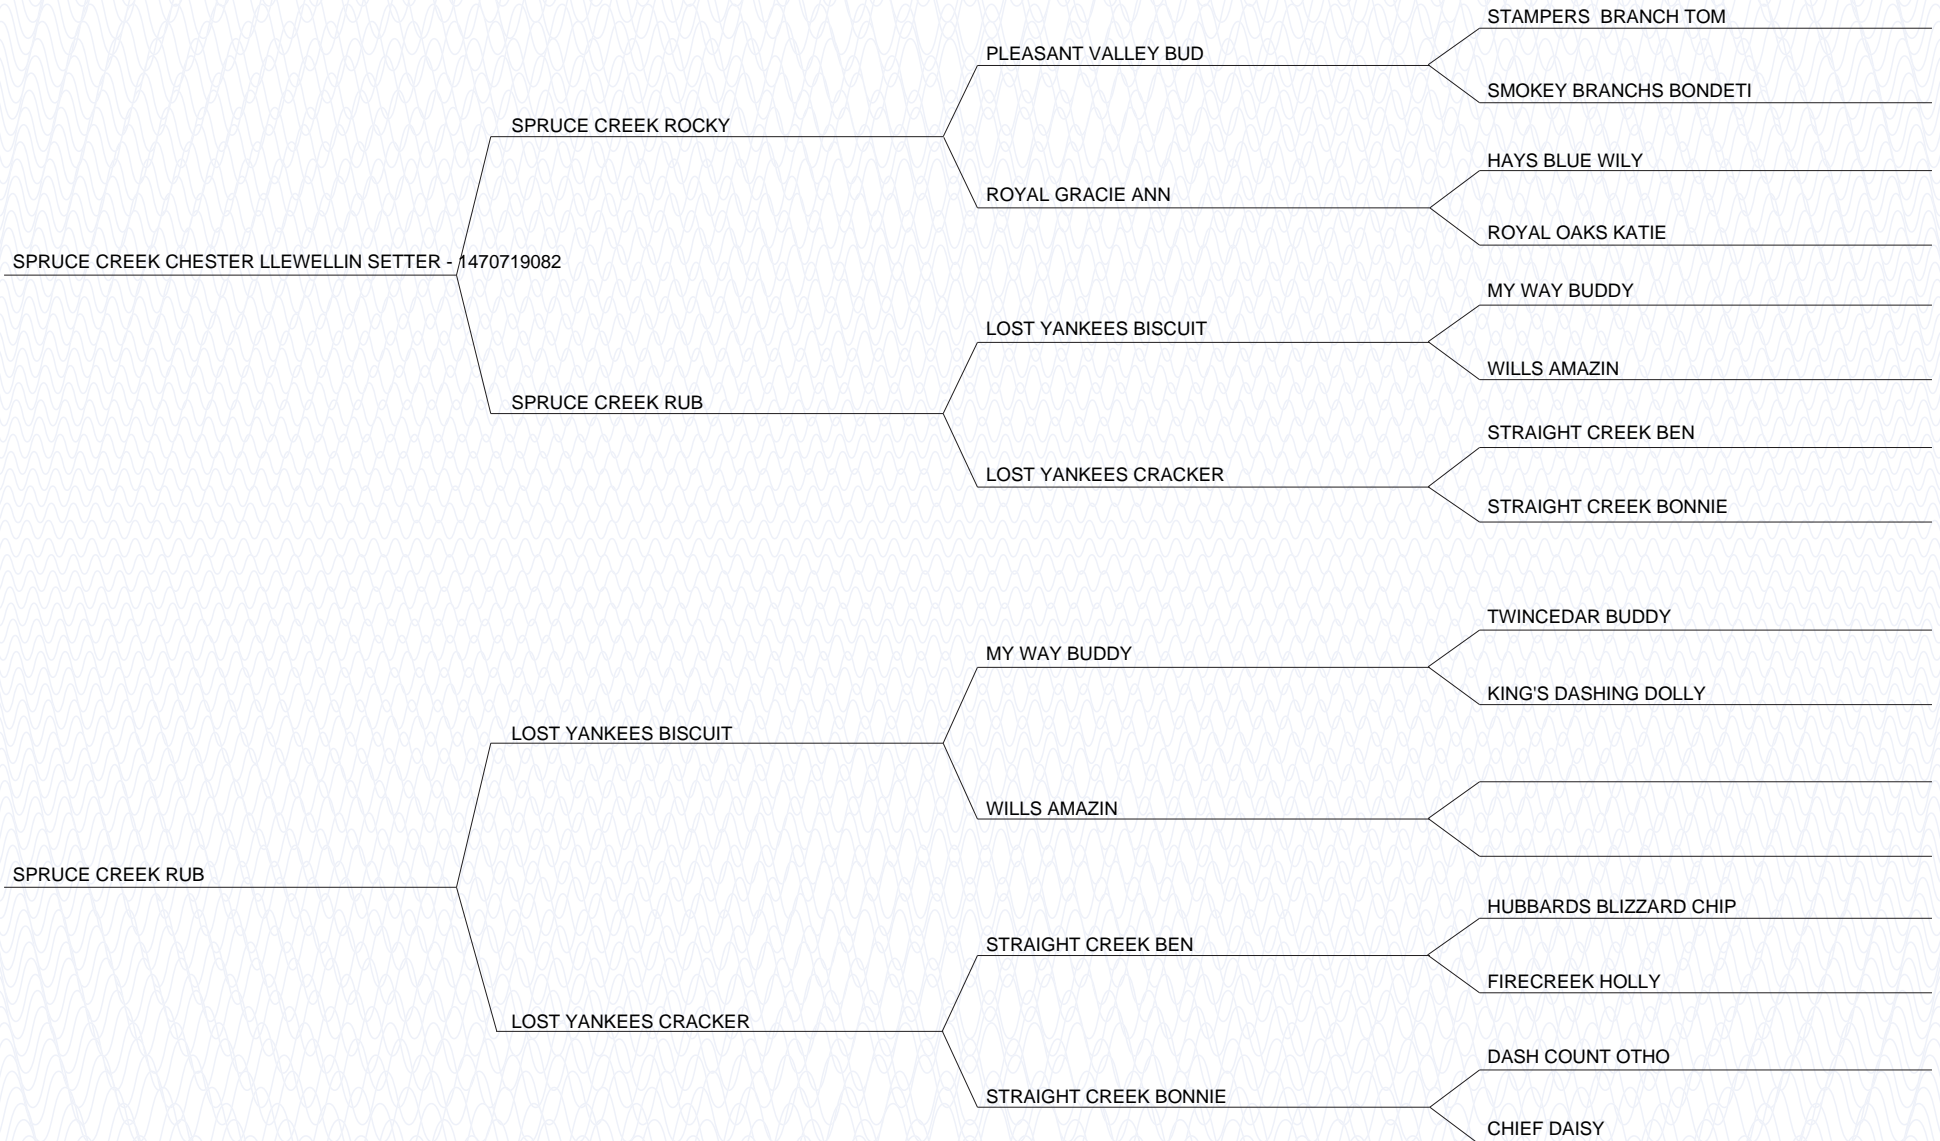 STAMPERS  BRANCH TOM
PLEASANT VALLEY BUD
SMOKEY BRANCHS BONDETI
SPRUCE CREEK ROCKY
HAYS BLUE WILY
ROYAL GRACIE ANN
ROYAL OAKS KATIE
SPRUCE CREEK CHESTER LLEWELLIN SETTER - 1470719082
MY WAY BUDDY
LOST YANKEES BISCUIT
WILLS AMAZIN
SPRUCE CREEK RUB
STRAIGHT CREEK BEN
LOST YANKEES CRACKER
STRAIGHT CREEK BONNIE
TWINCEDAR BUDDY
MY WAY BUDDY
KING'S DASHING DOLLY
LOST YANKEES BISCUIT
WILLS AMAZIN
SPRUCE CREEK RUB
HUBBARDS BLIZZARD CHIP
STRAIGHT CREEK BEN
FIRECREEK HOLLY
LOST YANKEES CRACKER
DASH COUNT OTHO
STRAIGHT CREEK BONNIE
CHIEF DAISY